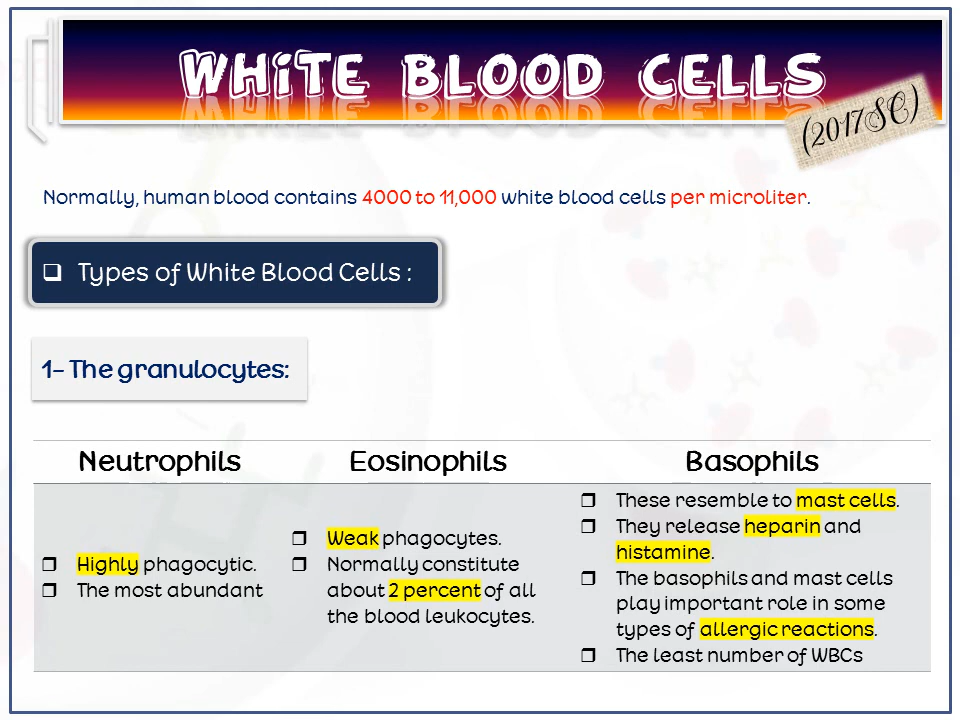 WHITE BLOOD CELLS
(2017SC)
Normally, human blood contains 4000 to 11,000 white blood cells per microliter.
❑ Types of White Blood Cells :
1- The granulocytes:
Neutrophils
Eosinophils
Basophils
❒ Highly phagocytic.
❒ The most abundant
❒ Weak phagocytes.
❒ Normally constitute
about 2 percent of all
the blood leukocytes.
❒ These resemble to mast cells.
❒ They release heparin and
histamine.
❒ The basophils and mast cells
play important role in some
types of allergic reactions.
❒ The least number of WBCs